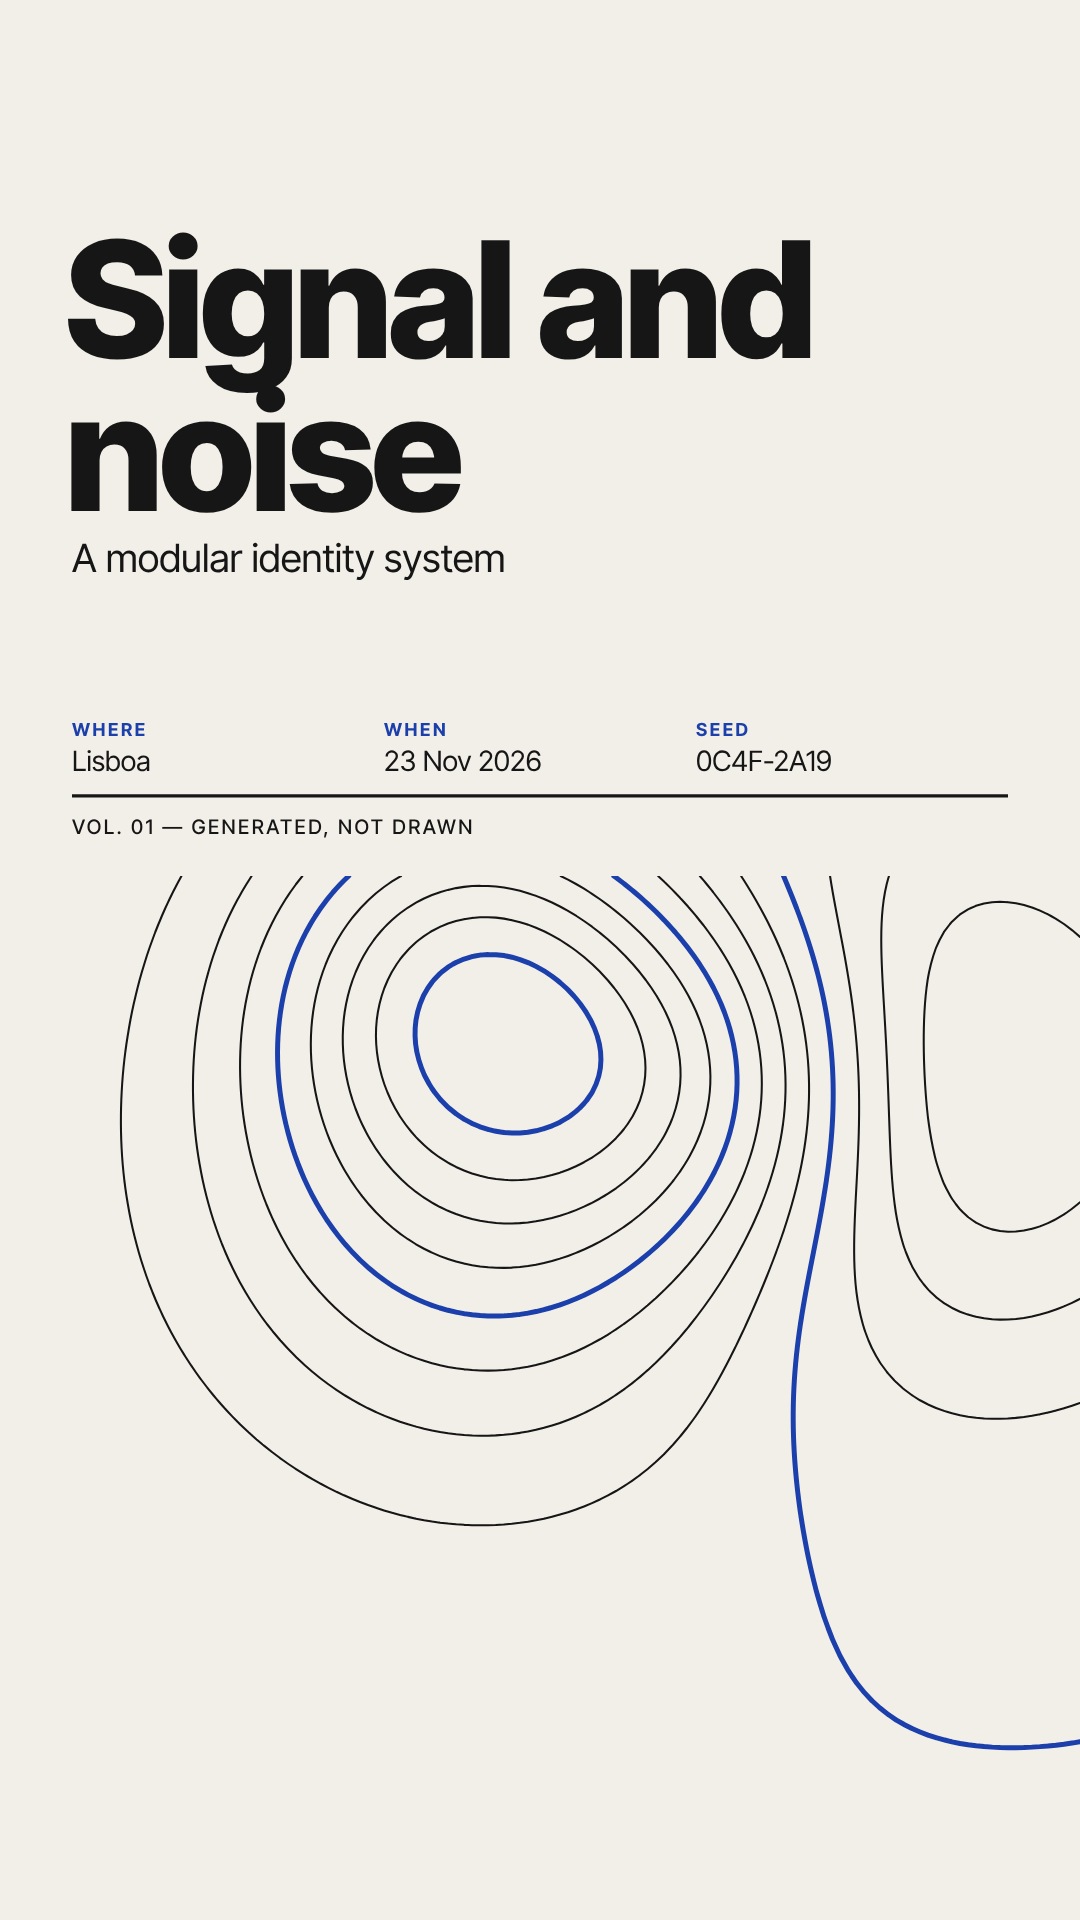 Signal and
noise
A modular identity system
WHERE
Lisboa
WHEN
23 Nov 2026
SEED
0C4F-2A19
VOL. 01 — GENERATED, NOT DRAWN